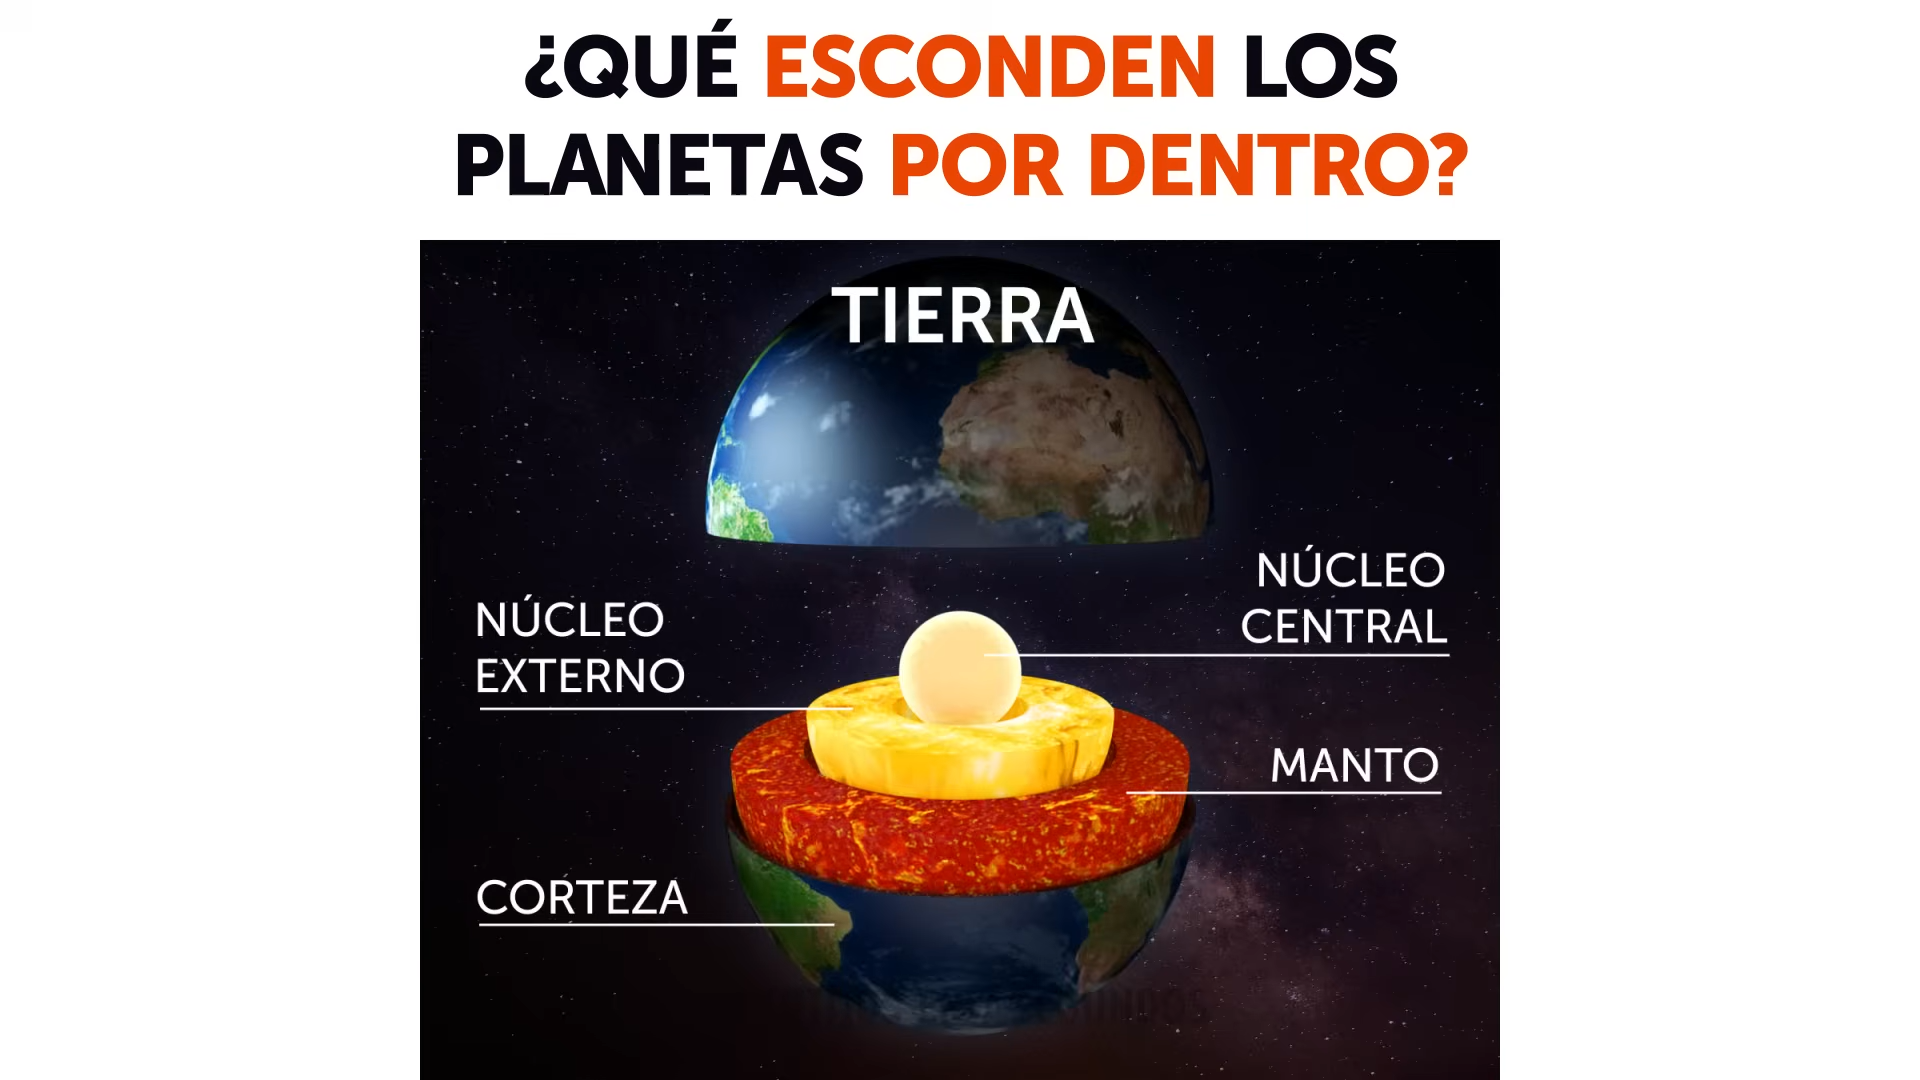 ¿QUÉ ESCONDEN LOS
PLANETAS POR DENTRO?
TIERRA
NÚCLEO
CENTRAL
NÚCLEO
EXTERNO
MANTO
CORTEZA